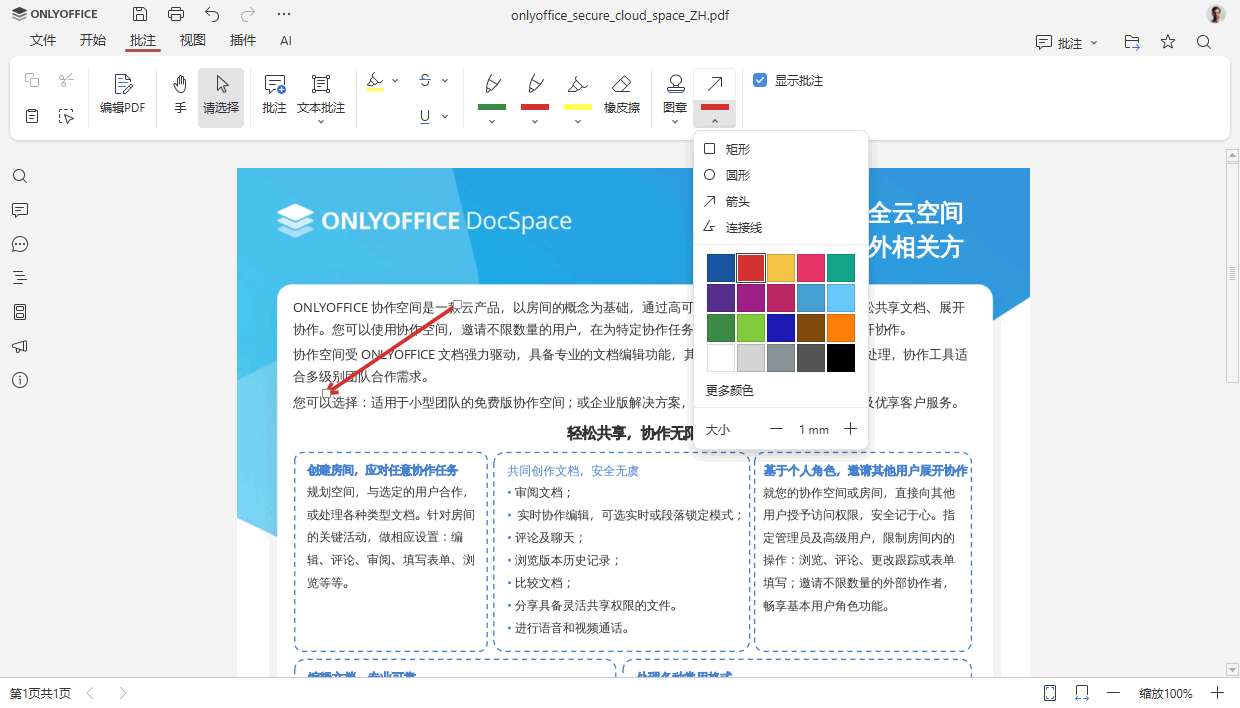 ONLYOFFICE
onlyoffice_secure_cloud_space_ZH.pdf
文件 开始 批注 视图 插件 AI
批注
编辑PDF 手 请选择 批注 文本批注 橡皮擦 图章
显示批注
矩形
圆形
箭头
连接线
更多颜色
大小 1 mm
ONLYOFFICE DocSpace
全云空间
外相关方
ONLYOFFICE 协作空间是一款云产品，以房间的概念为基础，通过高可
松共享文档、展开
协作。您可以使用协作空间，邀请不限数量的用户，在为特定协作任务
开协作。
协作空间受 ONLYOFFICE 文档强力驱动，具备专业的文档编辑功能，其
处理，协作工具适
合多级别团队合作需求。
您可以选择：适用于小型团队的免费版协作空间；或企业版解决方案，
及优享客户服务。
轻松共享，协作无限
创建房间，应对任意协作任务
规划空间，与选定的用户合作，
或处理各种类型文档。针对房间
的关键活动，做相应设置：编
辑、评论、审阅、填写表单、浏
览等等。
共同创作文档，安全无虞
• 审阅文档；
• 实时协作编辑，可选实时或段落锁定模式；
• 评论及聊天；
• 浏览版本历史记录；
• 比较文档；
• 分享具备灵活共享权限的文件。
• 进行语音和视频通话。
基于个人角色，邀请其他用户展开协作
就您的协作空间或房间，直接向其他
用户授予访问权限，安全记于心。指
定管理员及高级用户，限制房间内的
操作：浏览、评论、更改跟踪或表单
填写；邀请不限数量的外部协作者，
畅享基本用户角色功能。
编辑文档，专业可靠
处理各种常用格式
第1页共1页
缩放100%